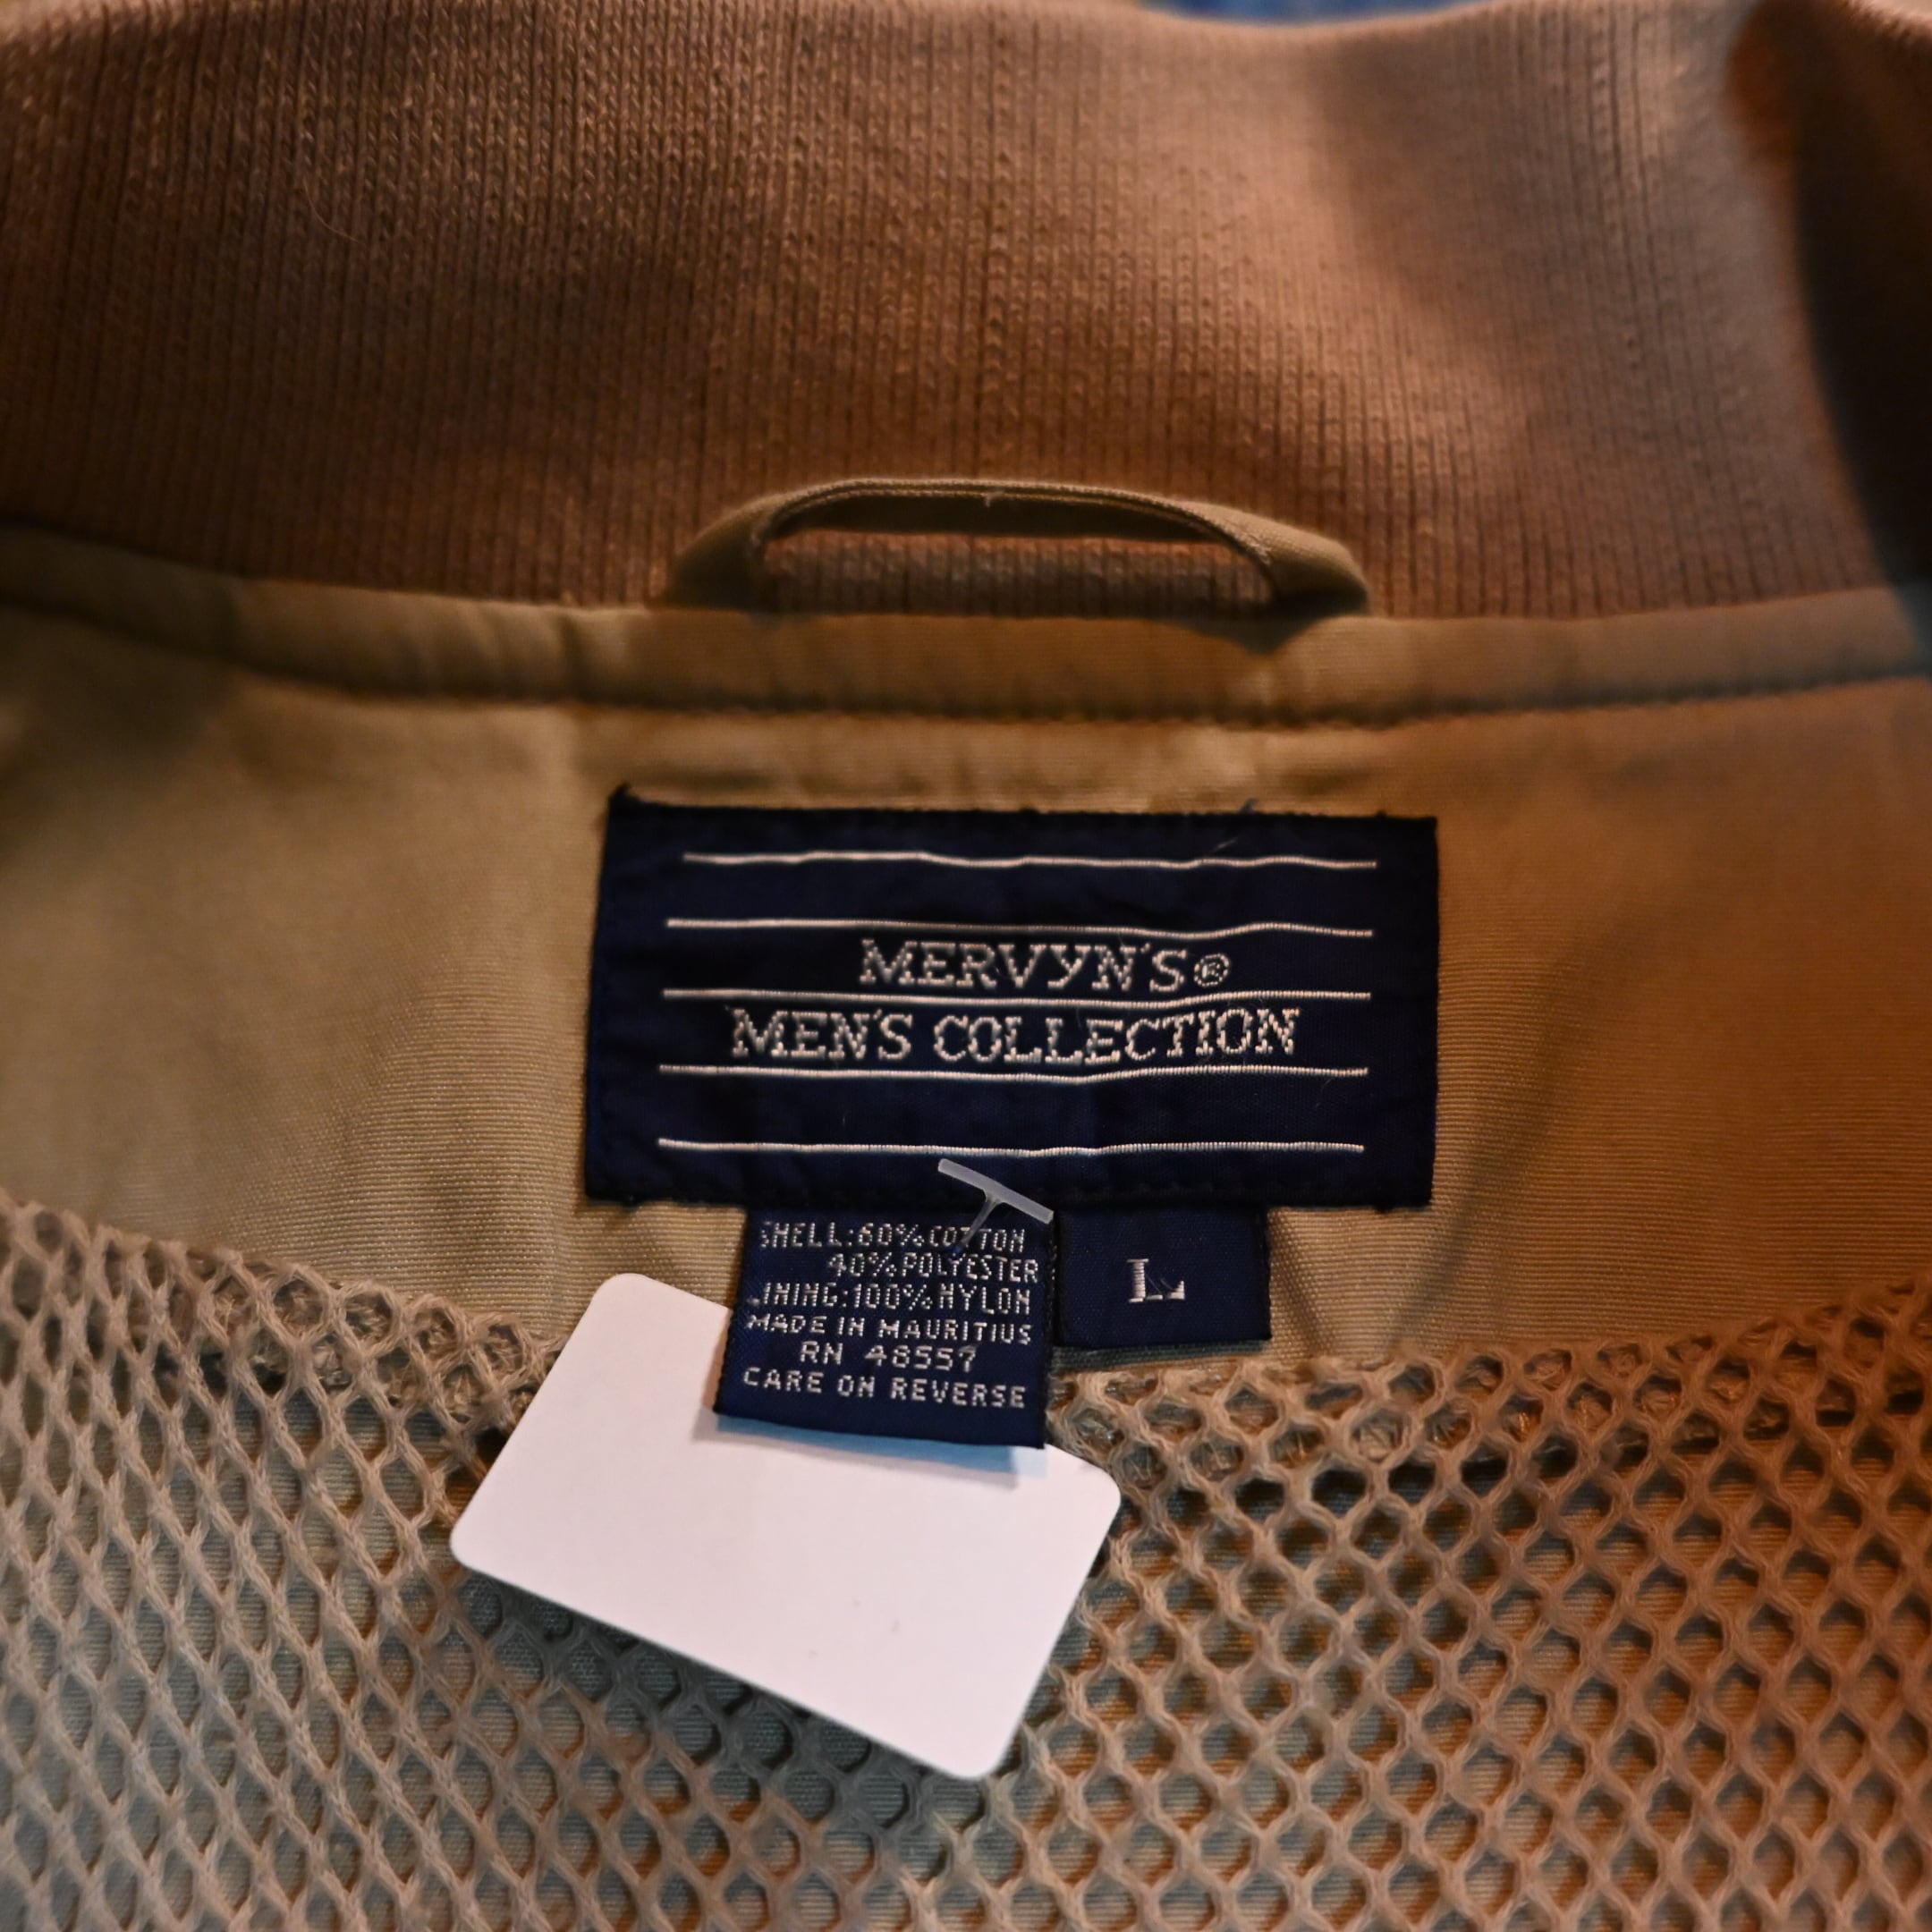 MERVYN'S®
MEN'S COLLECTION
SHELL:60%COTTON
40%POLYESTER
LINING:100%NYLON
MADE IN MAURITIUS
RN 48557
CARE ON REVERSE
L